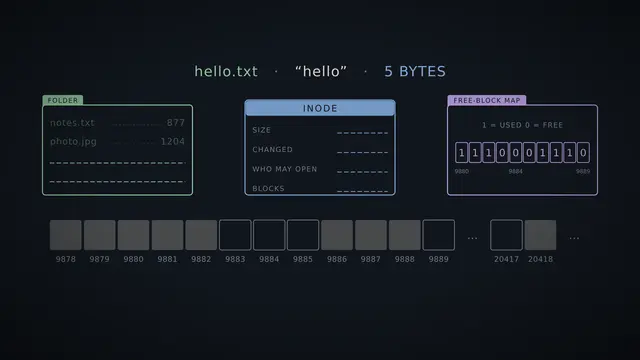 hello.txt · “hello” · 5 BYTES
FOLDER
notes.txt ............... 877
photo.jpg ............ 1204
INODE
SIZE
CHANGED
WHO MAY OPEN
BLOCKS
FREE-BLOCK MAP
1 = USED 0 = FREE
1 1 1 0 0 0 1 1 1 0
9880 9884 9889
9878 9879 9880 9881 9882 9883 9884 9885 9886 9887 9888 9889 ... 20417 20418 ...